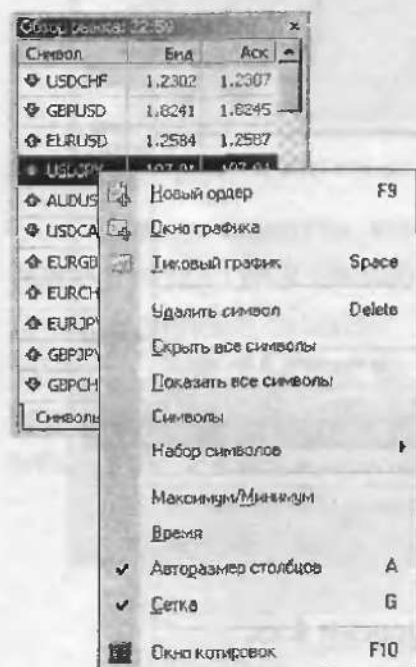 Обзор рынка: 22:59
Символ Бид Аск
USDCHF 1.2302 1.2307
GBPUSD 1.8241 1.8245
EURUSD 1.2584 1.2587
USDJPY
AUDUS
USDCA
EURGB
EURCH
EURJPY
GBPJPY
GBPCH
Символы
Новый ордер F9
Окно графика
Тиковый график Space
Удалить символ Delete
Скрыть все символы
Показать все символы
Символы
Набор символов
Максимум/Минимум
Время
Авторазмер столбцов A
Сетка G
Окно котировок F10